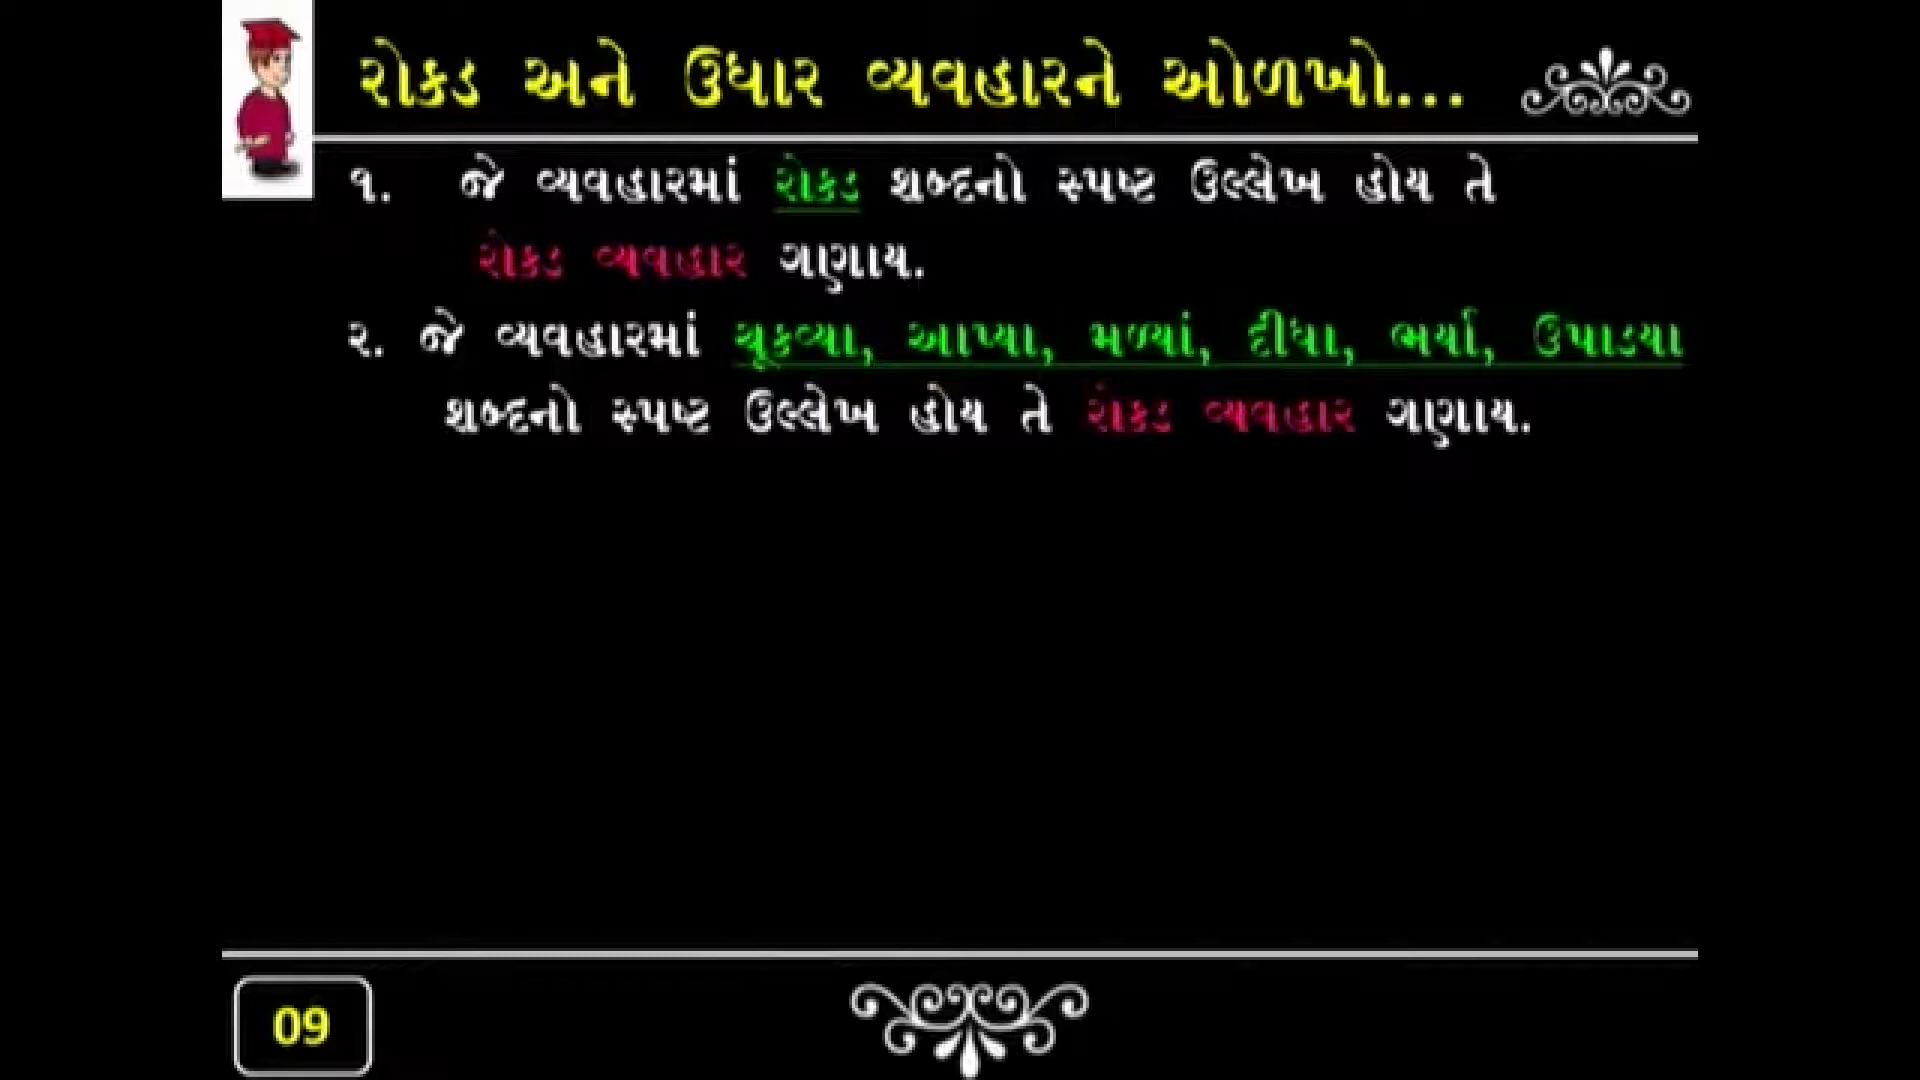 રોકડ અને ઉધાર વ્યવહારને ઓળખો...
૧. જે વ્યવહારમાં રોકડ શબ્દનો સ્પષ્ટ ઉલ્લેખ હોય તે
રોકડ વ્યવહાર ગણાય.
૨. જે વ્યવહારમાં ચૂકવ્યા, આપ્યા, મળ્યાં, દીધા, ભર્યા, ઉપાડયા
શબ્દનો સ્પષ્ટ ઉલ્લેખ હોય તે રોકડ વ્યવહાર ગણાય.
09